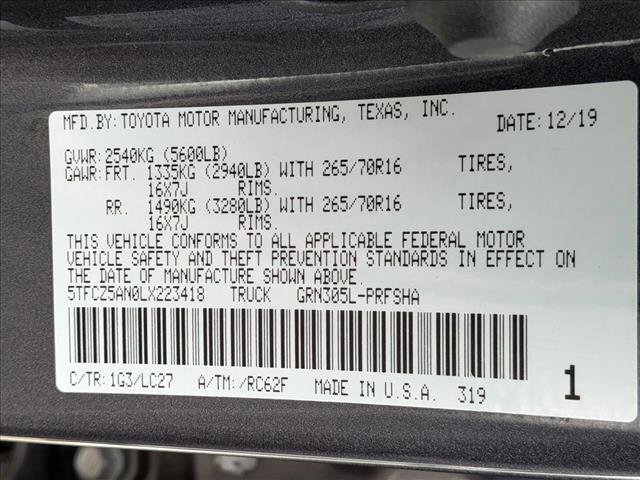 MFD.BY:TOYOTA MOTOR MANUFACTURING, TEXAS, INC. DATE:12/19
GVWR:2540KG (5600LB)
GAWR:FRT. 1335KG (2940LB) WITH 265/70R16 TIRES,
16X7J RIMS.
RR. 1490KG (3280LB) WITH 265/70R16 TIRES,
16X7J RIMS.
THIS VEHICLE CONFORMS TO ALL APPLICABLE FEDERAL MOTOR
VEHICLE SAFETY AND THEFT PREVENTION STANDARDS IN EFFECT ON
THE DATE OF MANUFACTURE SHOWN ABOVE.
5TFCZ5AN0LX223418 TRUCK GRN305L-PRFSHA
C/TR:1G3/LC27 A/TM:/RC62F MADE IN U.S.A. 319 1